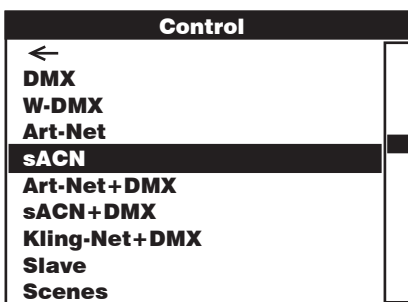 Control
←
DMX
W-DMX
Art-Net
sACN
Art-Net+DMX
sACN+DMX
Kling-Net+DMX
Slave
Scenes